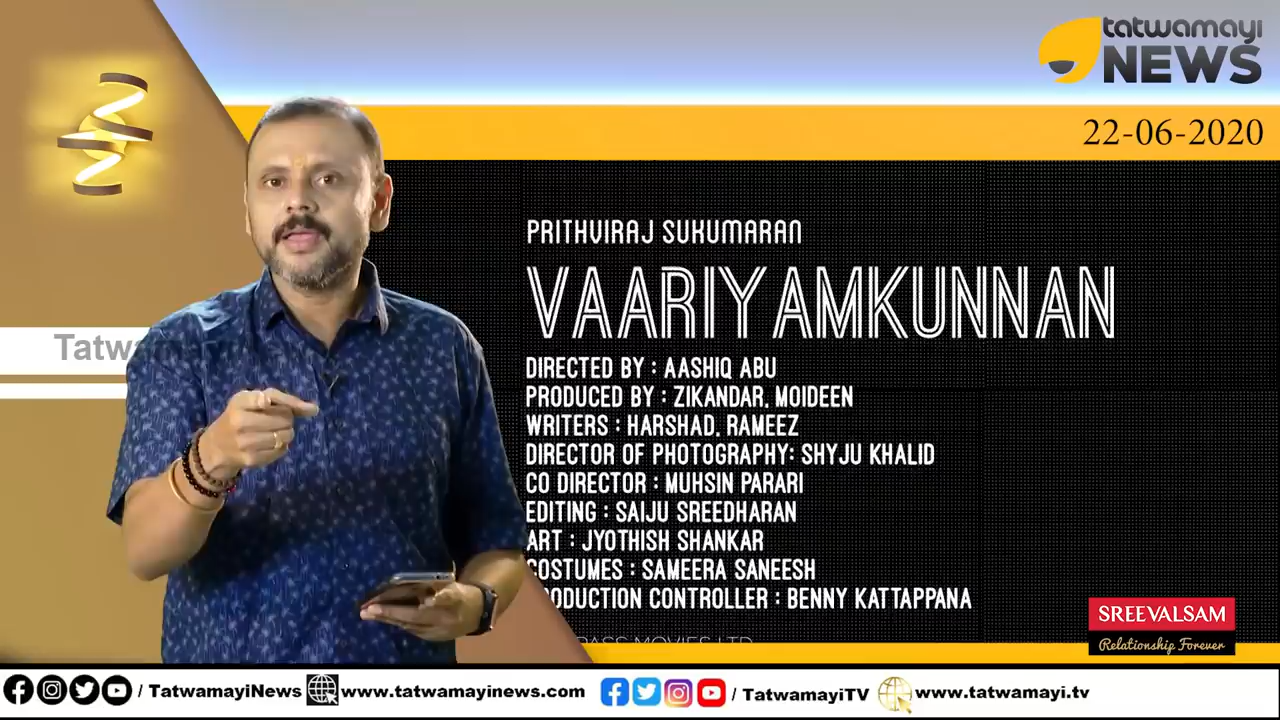 tatwamayi
NEWS
22-06-2020
PRITHVIRAJ SUKUMARAN
VAARIYAMKUNNAN
DIRECTED BY : AASHIQ ABU
PRODUCED BY : ZIKANDAR, MOIDEEN
WRITERS : HARSHAD, RAMEEZ
DIRECTOR OF PHOTOGRAPHY: SHYJU KHALID
CO DIRECTOR : MUHSIN PARARI
EDITING : SAIJU SREEDHARAN
ART : JYOTHISH SHANKAR
COSTUMES : SAMEERA SANEESH
PRODUCTION CONTROLLER : BENNY KATTAPPANA
Tatwamayi
SREEVALSAM
Relationship Forever
/ TatwamayiNews www.tatwamayinews.com / TatwamayiTV www.tatwamayi.tv